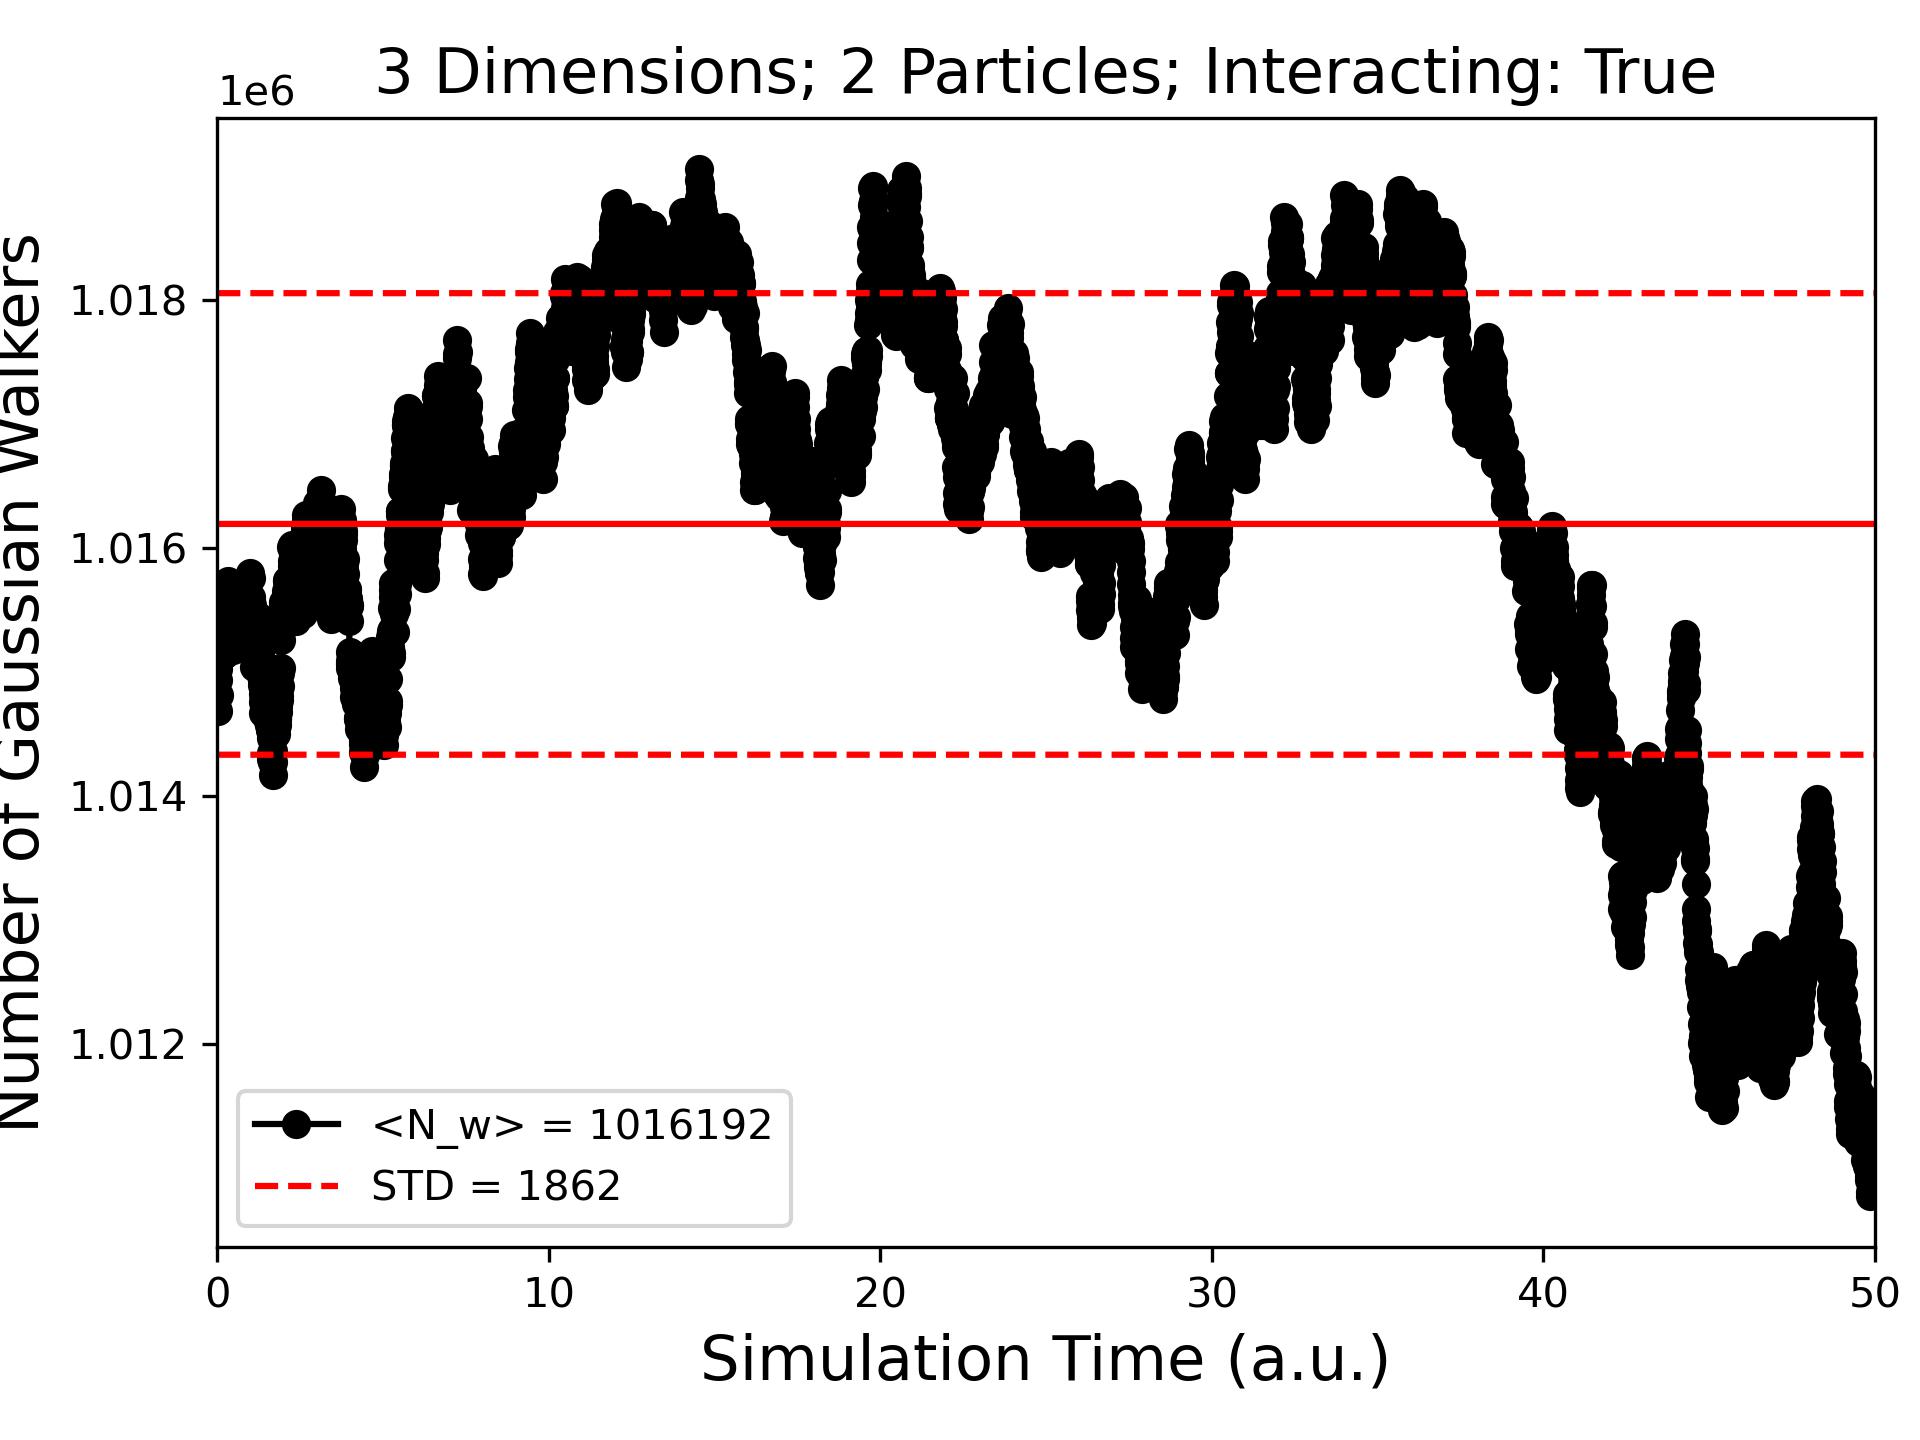 3 Dimensions; 2 Particles; Interacting: True
1e6
Number of Gaussian Walkers
1.018
1.016
1.014
1.012
<N_w> = 1016192
STD = 1862
0 10 20 30 40 50
Simulation Time (a.u.)